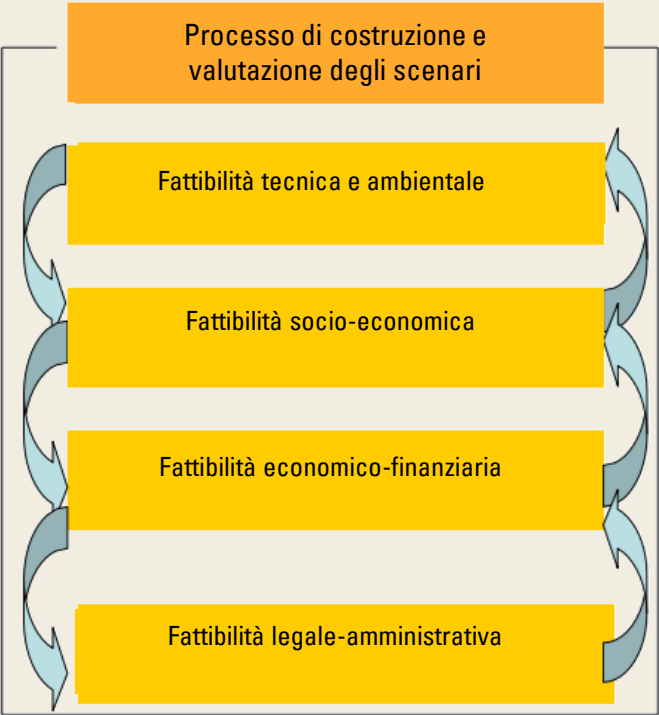 Processo di costruzione e
valutazione degli scenari
Fattibilità tecnica e ambientale
Fattibilità socio-economica
Fattibilità economico-finanziaria
Fattibilità legale-amministrativa